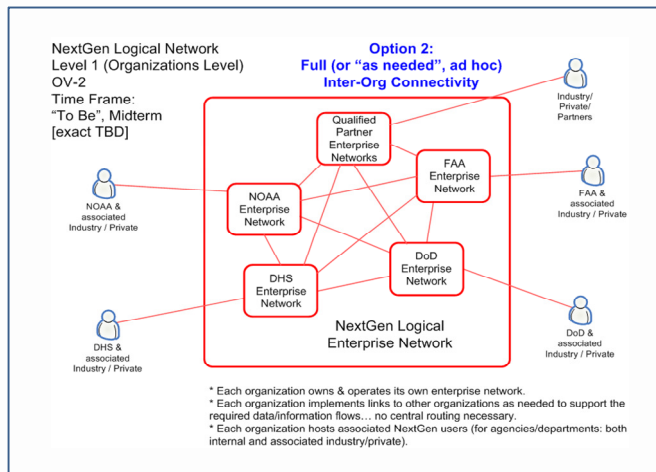 NextGen Logical Network
Level 1 (Organizations Level)
OV-2
Time Frame:
"To Be", Midterm
[exact TBD]
Option 2:
Full (or "as needed", ad hoc)
Inter-Org Connectivity
Industry/
Private/
Partners
Qualified
Partner
Enterprise
Networks
FAA
Enterprise
Network
NOAA
Enterprise
Network
DHS
Enterprise
Network
DoD
Enterprise
Network
NOAA &
associated
Industry / Private
FAA &
associated
Industry / Private
DHS &
associated
Industry / Private
DoD &
associated
Industry / Private
NextGen Logical
Enterprise Network
* Each organization owns & operates its own enterprise network.
* Each organization implements links to other organizations as needed to support the
required data/information flows… no central routing necessary.
* Each organization hosts associated NextGen users (for agencies/departments: both
internal and associated industry/private).